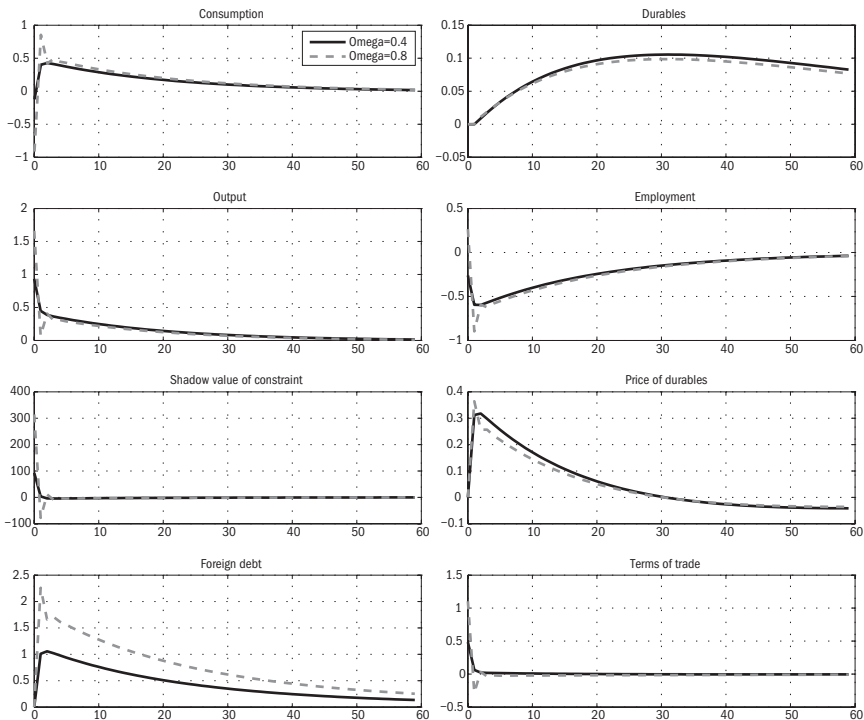 Consumption
1
0.5
0
−0.5
−1
0 10 20 30 40 50 60
Omega=0.4
Omega=0.8
Durables
0.15
0.1
0.05
0
−0.05
0 10 20 30 40 50 60
Output
2
1.5
1
0.5
0
0 10 20 30 40 50 60
Employment
0.5
0
−0.5
−1
0 10 20 30 40 50 60
Shadow value of constraint
400
300
200
100
0
−100
0 10 20 30 40 50 60
Price of durables
0.4
0.3
0.2
0.1
0
−0.1
0 10 20 30 40 50 60
Foreign debt
2.5
2
1.5
1
0.5
0
0 10 20 30 40 50 60
Terms of trade
1.5
1
0.5
0
−0.5
0 10 20 30 40 50 60